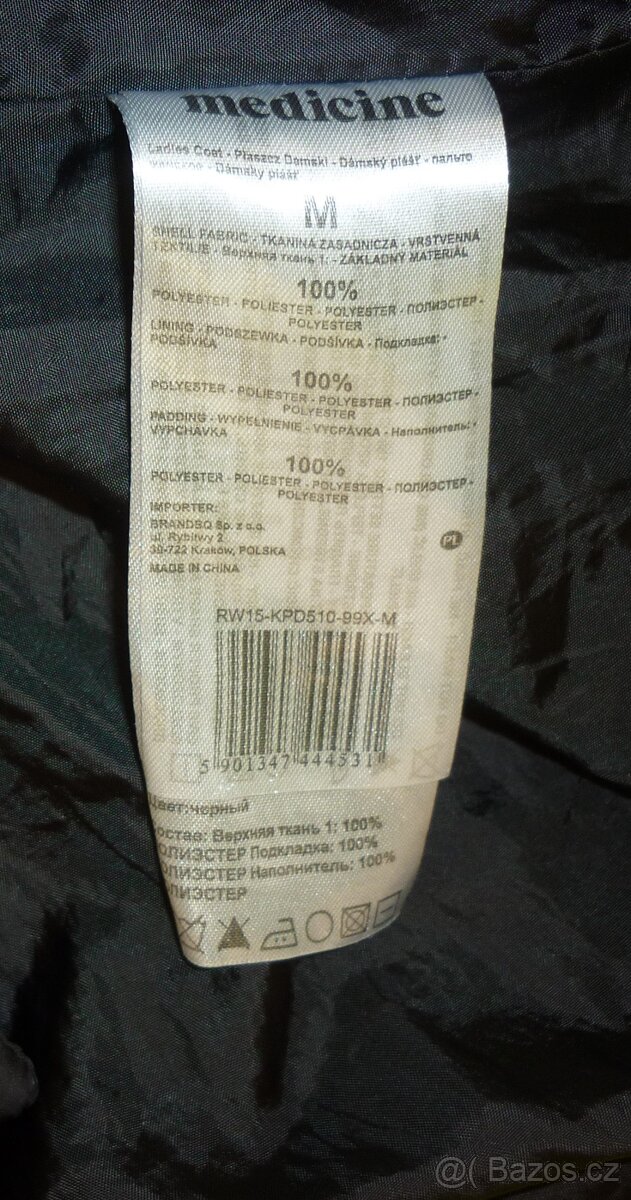 medicine
Ladies Coat - Płaszcz Damski - Dámský plášť - пальто
- Dámsky plášť
M
SHELL FABRIC - TKANINA ZASADNICZA - VRSTVENNÁ
TEXTILIE - Верхняя ткань 1: - ZÁKLADNÝ MATERIÁL
100%
POLYESTER - POLIESTER - POLYESTER - ПОЛИЭСТЕР -
POLYESTER
LINING - PODSZEWKA - PODŠÍVKA - Подкладка: -
PODŠÍVKA
100%
POLYESTER - POLIESTER - POLYESTER - ПОЛИЭСТЕР -
POLYESTER
PADDING - WYPEŁNIENIE - VYCPÁVKA - Наполнитель: -
VYPCHÁVKA
100%
POLYESTER - POLIESTER - POLYESTER - ПОЛИЭСТЕР -
POLYESTER
IMPORTER:
BRANDBQ Sp. z o.o.
ul. Rybitwy 2
30-722 Kraków, POLSKA
PL
MADE IN CHINA
RW15-KPD510-99X-M
5 901347 444531
Цвет:черный
Состав: Верхняя ткань 1: 100%
ПОЛИЭСТЕР Подкладка: 100%
ПОЛИЭСТЕР Наполнитель: 100%
ПОЛИЭСТЕР
@( Bazos.cz